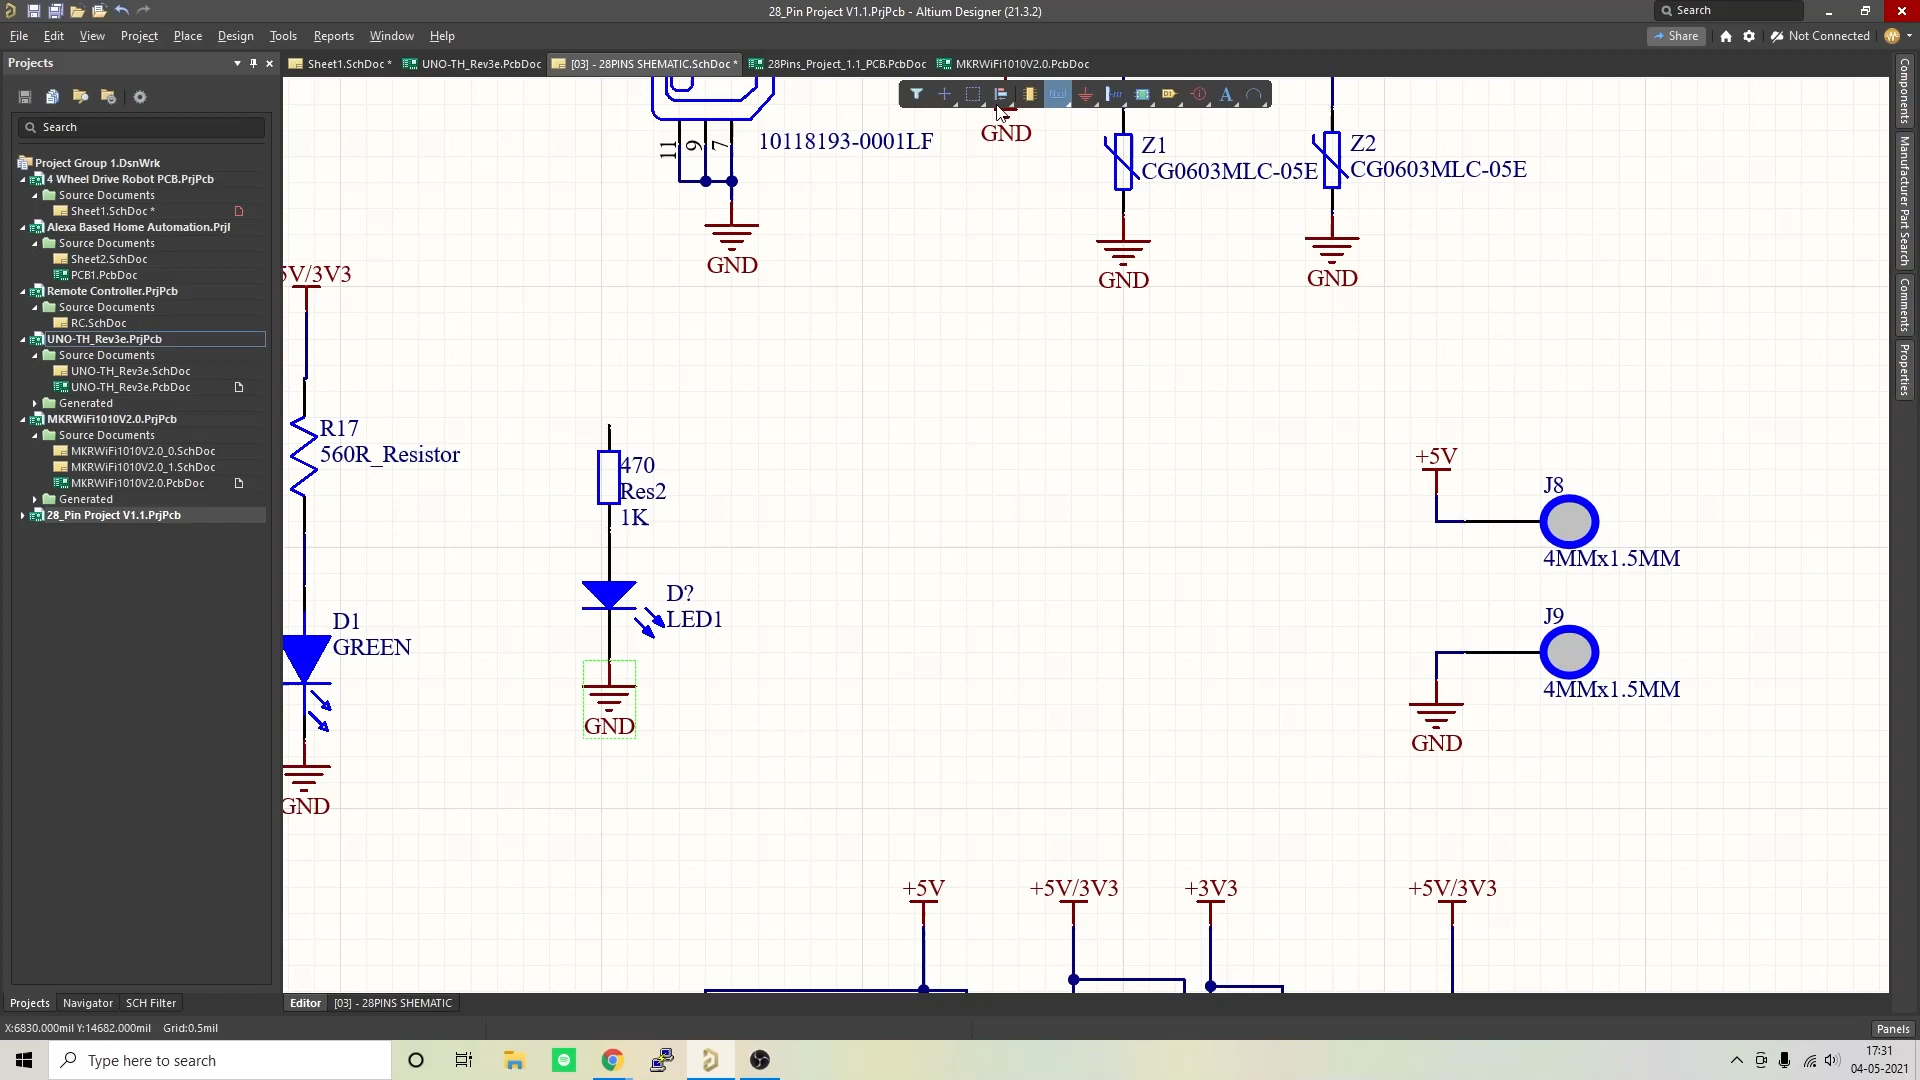 28_Pin Project V1.1.PrjPcb - Altium Designer (21.3.2)
Search
File Edit View Project Place Design Tools Reports Window Help
Share
Not Connected
Projects
Sheet1.SchDoc *
UNO-TH_Rev3e.PcbDoc
[03] - 28PINS SHEMATIC.SchDoc *
28Pins_Project_1.1_PCB.PcbDoc
MKRWiFi1010V2.0.PcbDoc
Search
Project Group 1.DsnWrk
4 Wheel Drive Robot PCB.PrjPcb
Source Documents
Sheet1.SchDoc *
Alexa Based Home Automation.Prjl
Source Documents
Sheet2.SchDoc
PCB1.PcbDoc
Remote Controller.PrjPcb
Source Documents
RC.SchDoc
UNO-TH_Rev3e.PrjPcb
Source Documents
UNO-TH_Rev3e.SchDoc
UNO-TH_Rev3e.PcbDoc
Generated
MKRWiFi1010V2.0.PrjPcb
Source Documents
MKRWiFi1010V2.0_0.SchDoc
MKRWiFi1010V2.0_1.SchDoc
MKRWiFi1010V2.0.PcbDoc
Generated
28_Pin Project V1.1.PrjPcb
11
9
7
10118193-0001LF
GND
GND
Z1
CG0603MLC-05E
GND
Z2
CG0603MLC-05E
GND
5V/3V3
R17
560R_Resistor
D1
GREEN
GND
470
Res2
1K
D?
LED1
GND
+5V
J8
4MMx1.5MM
J9
4MMx1.5MM
GND
+5V
+5V/3V3
+3V3
+5V/3V3
Components
Manufacturer Part Search
Comments
Properties
Projects Navigator SCH Filter
Editor [03] - 28PINS SHEMATIC
X:6830.000mil Y:14682.000mil Grid:0.5mil
Panels
Type here to search
17:31
04-05-2021